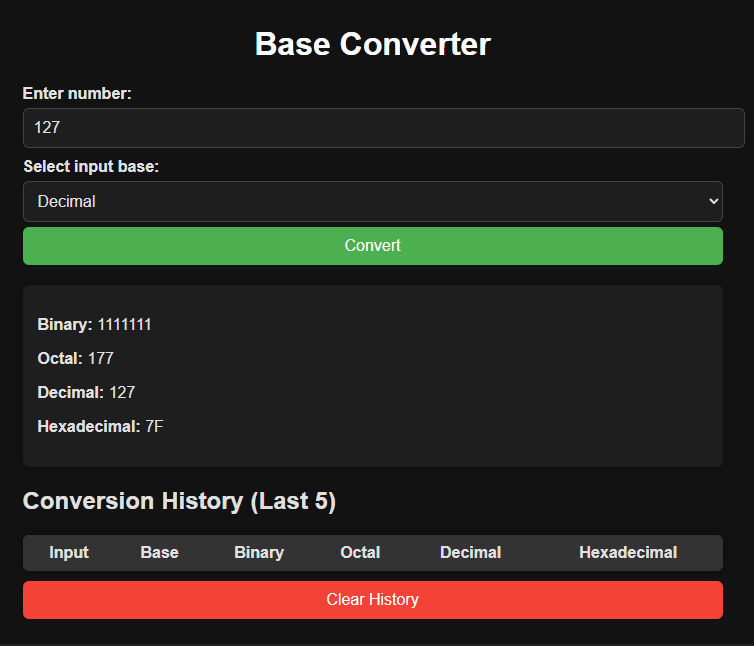 Base Converter
Enter number:
127
Select input base:
Decimal
Convert
Binary: 1111111
Octal: 177
Decimal: 127
Hexadecimal: 7F
Conversion History (Last 5)
Input Base Binary Octal Decimal Hexadecimal
Clear History